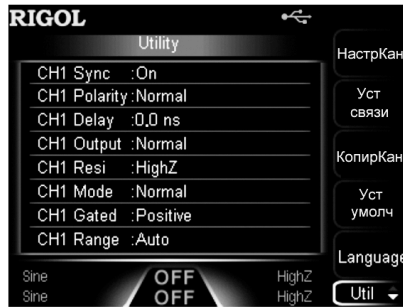 RIGOL
Utility
CH1 Sync :On
CH1 Polarity:Normal
CH1 Delay :0.0 ns
CH1 Output :Normal
CH1 Resi :HighZ
CH1 Mode :Normal
CH1 Gated :Positive
CH1 Range :Auto
Sine OFF HighZ
Sine OFF HighZ
НастрКан
Уст
связи
КопирКан
Уст
умолч
Language
Util